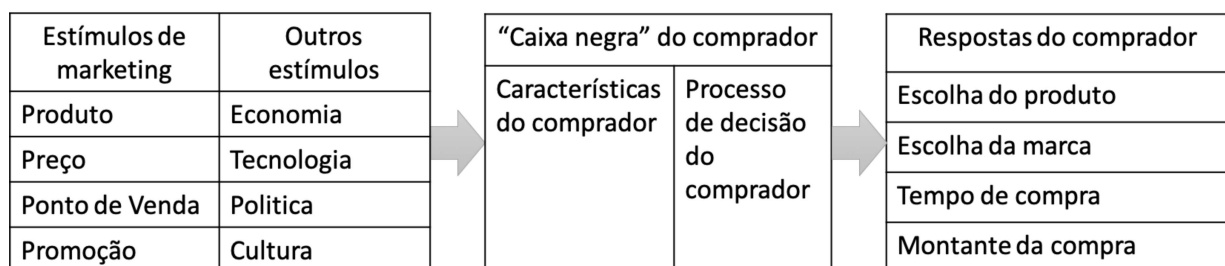 Estímulos de
marketing
Outros
estímulos
Produto
Economia
Preço
Tecnologia
Ponto de Venda
Politica
Promoção
Cultura
“Caixa negra” do comprador
Características
do comprador
Processo
de decisão
do
comprador
Respostas do comprador
Escolha do produto
Escolha da marca
Tempo de compra
Montante da compra